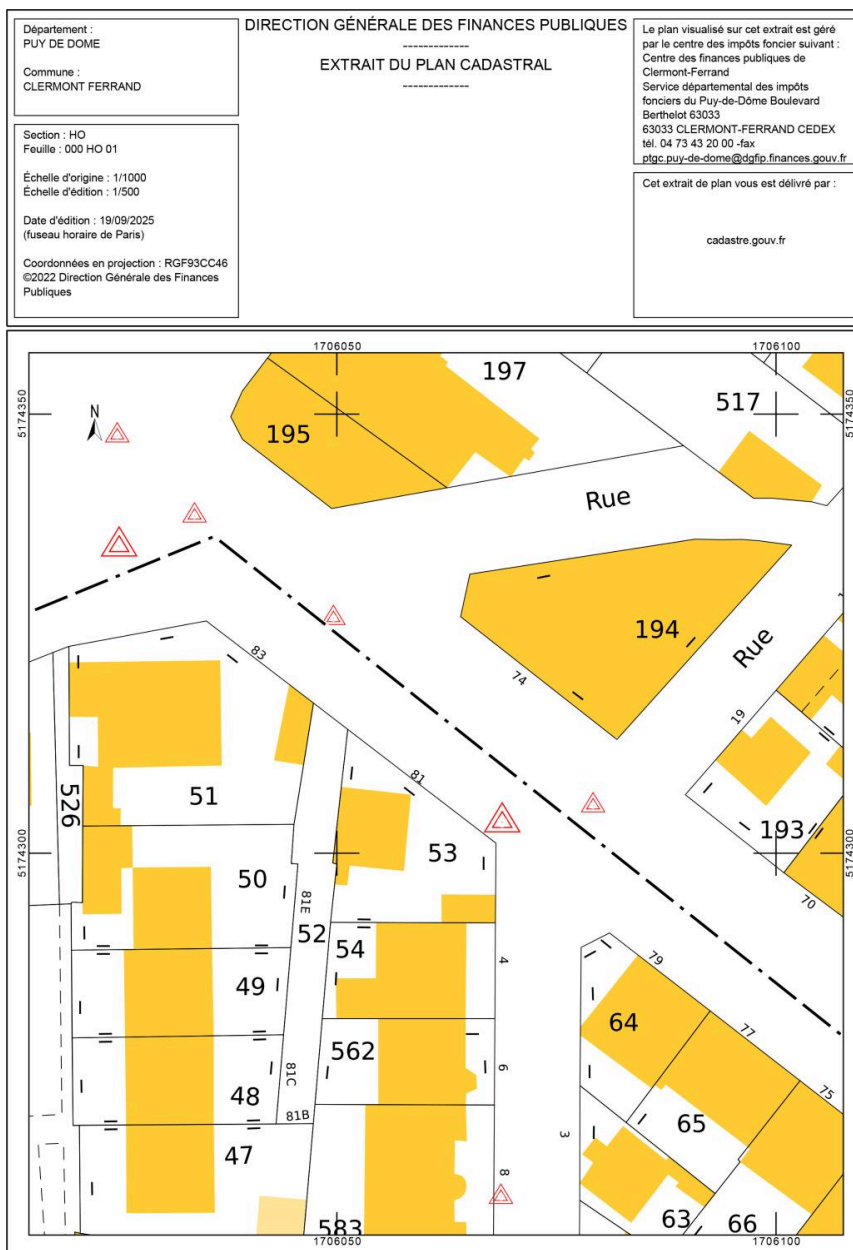 Département :
PUY DE DOME
Commune :
CLERMONT FERRAND
Section : HO
Feuille : 000 HO 01
Échelle d'origine : 1/1000
Échelle d'édition : 1/500
Date d'édition : 19/09/2025
(fuseau horaire de Paris)
Coordonnées en projection : RGF93CC46
©2022 Direction Générale des Finances
Publiques
DIRECTION GÉNÉRALE DES FINANCES PUBLIQUES
-------------
EXTRAIT DU PLAN CADASTRAL
-------------
Le plan visualisé sur cet extrait est géré
par le centre des impôts foncier suivant :
Centre des finances publiques de
Clermont-Ferrand
Service départemental des impôts
fonciers du Puy-de-Dôme Boulevard
Berthelot 63033
63033 CLERMONT-FERRAND CEDEX
tél. 04 73 43 20 00 -fax
ptgc.puy-de-dome@dgfip.finances.gouv.fr
Cet extrait de plan vous est délivré par :
cadastre.gouv.fr
1706050
1706100
5174350
5174350
N
197
517
195
Rue
194
Rue
83
74
19
81
526
51
193
5174300
5174300
53
50
70
81E
52
54
4
79
49
64
77
562
6
75
81C
48
81B
65
3
47
8
583
63
66
1706050
1706100